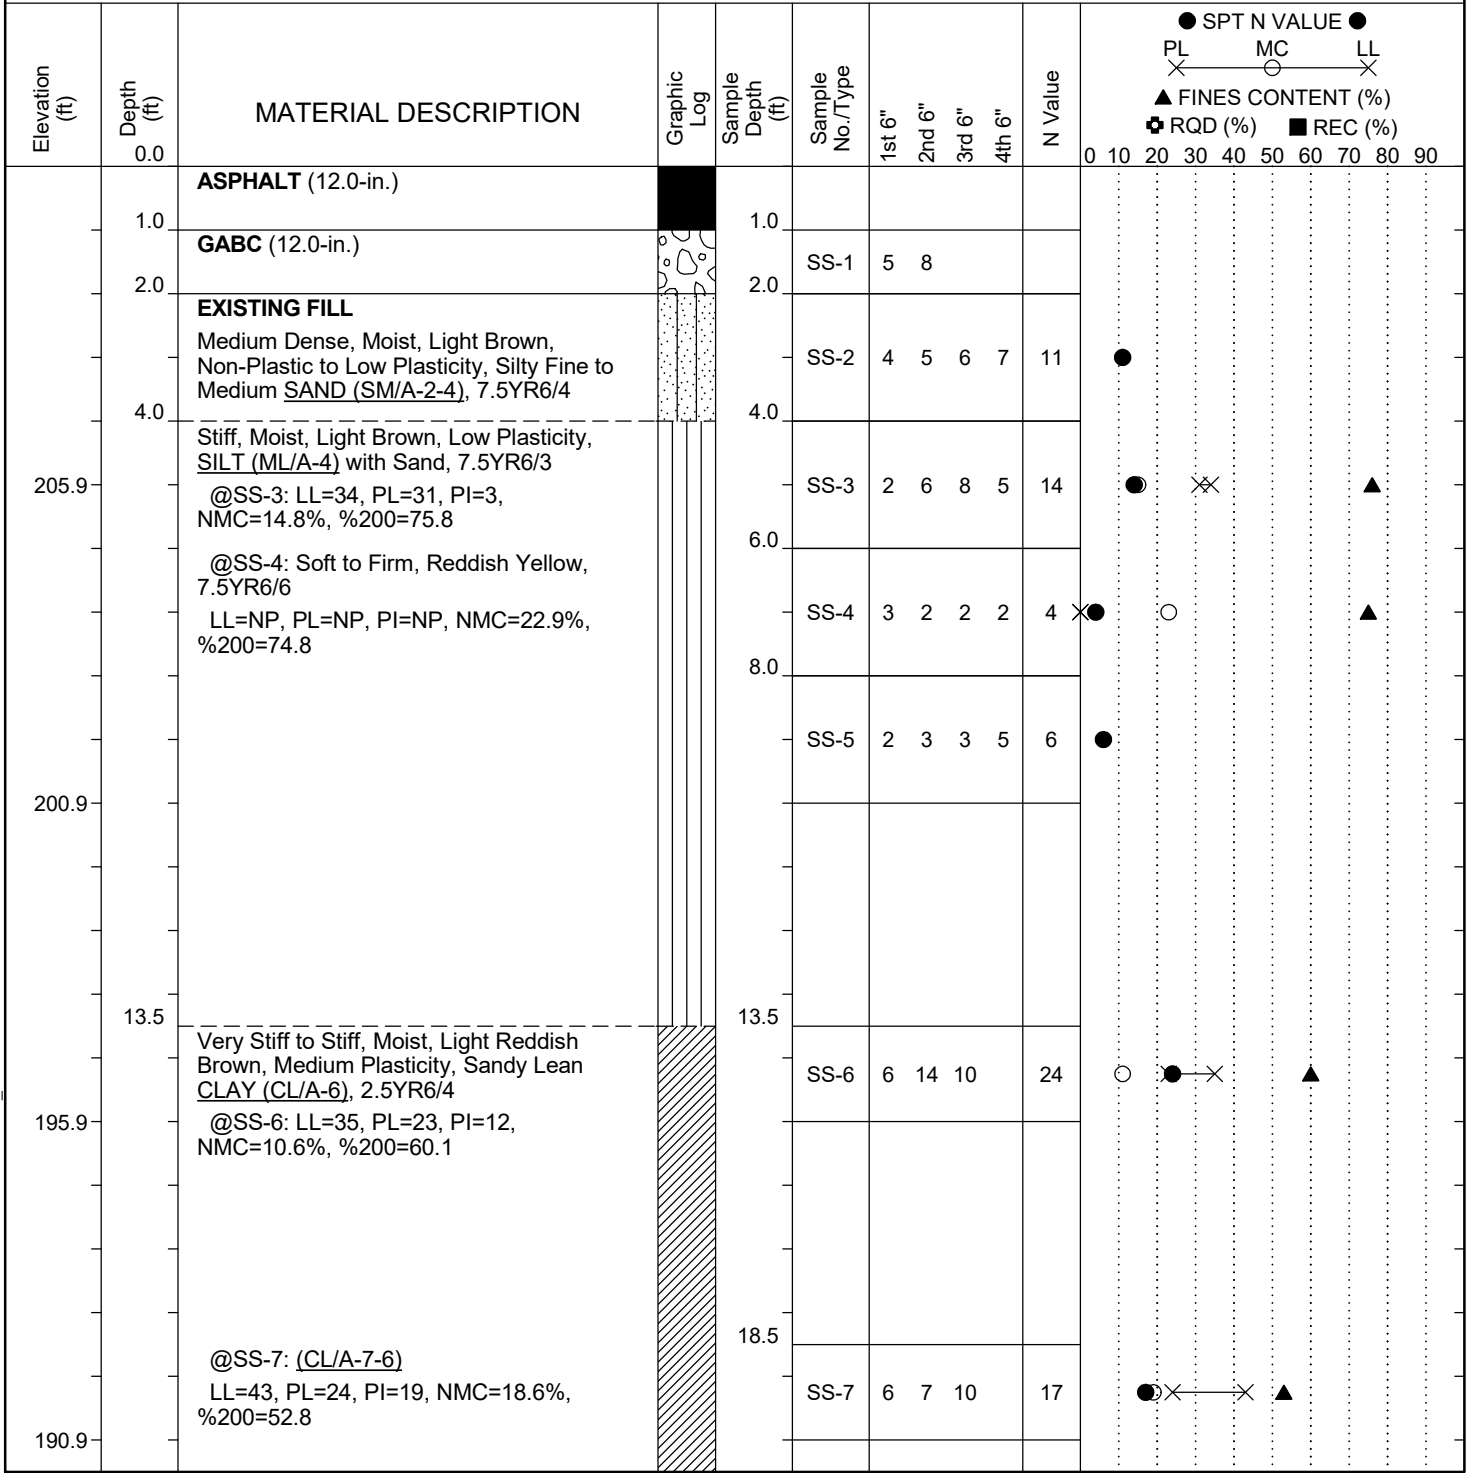 Elevation (ft)
Depth (ft)
0.0
MATERIAL DESCRIPTION
Graphic Log
Sample Depth (ft)
Sample No./Type
1st 6"
2nd 6"
3rd 6"
4th 6"
N Value
● SPT N VALUE ●
PL MC LL
▲ FINES CONTENT (%)
RQD (%) ■ REC (%)
0 10 20 30 40 50 60 70 80 90
ASPHALT (12.0-in.)
1.0 1.0
GABC (12.0-in.)
SS-1 5 8
2.0 2.0
EXISTING FILL
Medium Dense, Moist, Light Brown,
Non-Plastic to Low Plasticity, Silty Fine to
Medium SAND (SM/A-2-4), 7.5YR6/4
SS-2 4 5 6 7 11
4.0 4.0
Stiff, Moist, Light Brown, Low Plasticity,
SILT (ML/A-4) with Sand, 7.5YR6/3
205.9
@SS-3: LL=34, PL=31, PI=3,
NMC=14.8%, %200=75.8
SS-3 2 6 8 5 14
6.0
@SS-4: Soft to Firm, Reddish Yellow,
7.5YR6/6
LL=NP, PL=NP, PI=NP, NMC=22.9%,
%200=74.8
SS-4 3 2 2 2 4
8.0
SS-5 2 3 3 5 6
200.9
13.5 13.5
Very Stiff to Stiff, Moist, Light Reddish
Brown, Medium Plasticity, Sandy Lean
CLAY (CL/A-6), 2.5YR6/4
SS-6 6 14 10 24
195.9
@SS-6: LL=35, PL=23, PI=12,
NMC=10.6%, %200=60.1
18.5
@SS-7: (CL/A-7-6)
LL=43, PL=24, PI=19, NMC=18.6%,
%200=52.8
SS-7 6 7 10 17
190.9